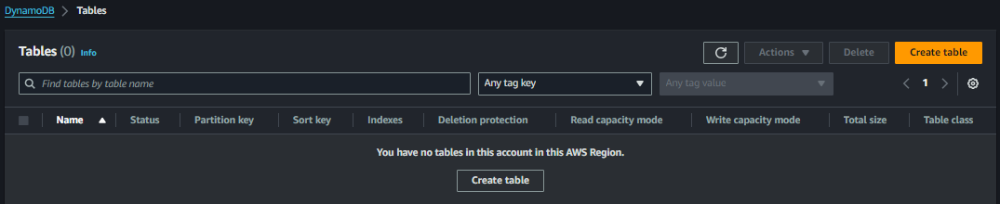 DynamoDB > Tables
Tables (0) Info
Actions Delete Create table
Find tables by table name Any tag key Any tag value 1
Name Status Partition key Sort key Indexes Deletion protection Read capacity mode Write capacity mode Total size Table class
You have no tables in this account in this AWS Region.
Create table